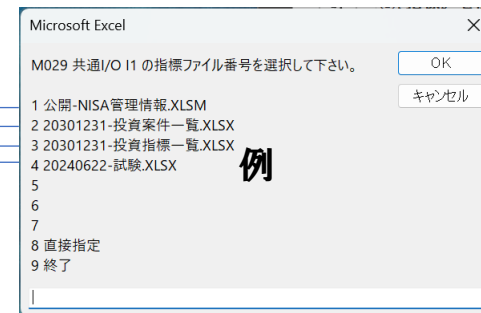 Microsoft Excel
M029 共通I/O I1 の指標ファイル番号を選択して下さい。
OK
キャンセル
1 公開-NISA管理情報.XLSM
2 20301231-投資案件一覧.XLSX
3 20301231-投資指標一覧.XLSX
4 20240622-試験.XLSX
例
5
6
7
8 直接指定
9 終了